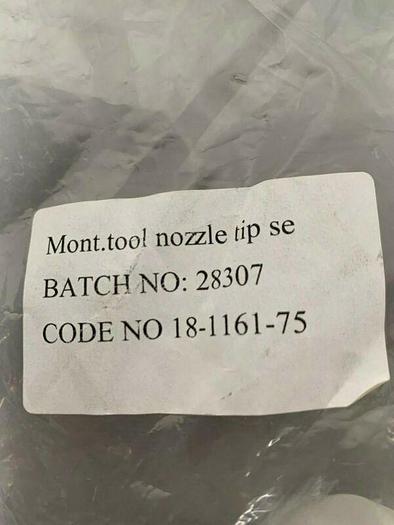 Mont.tool nozzle tip se
BATCH NO: 28307
CODE NO 18-1161-75